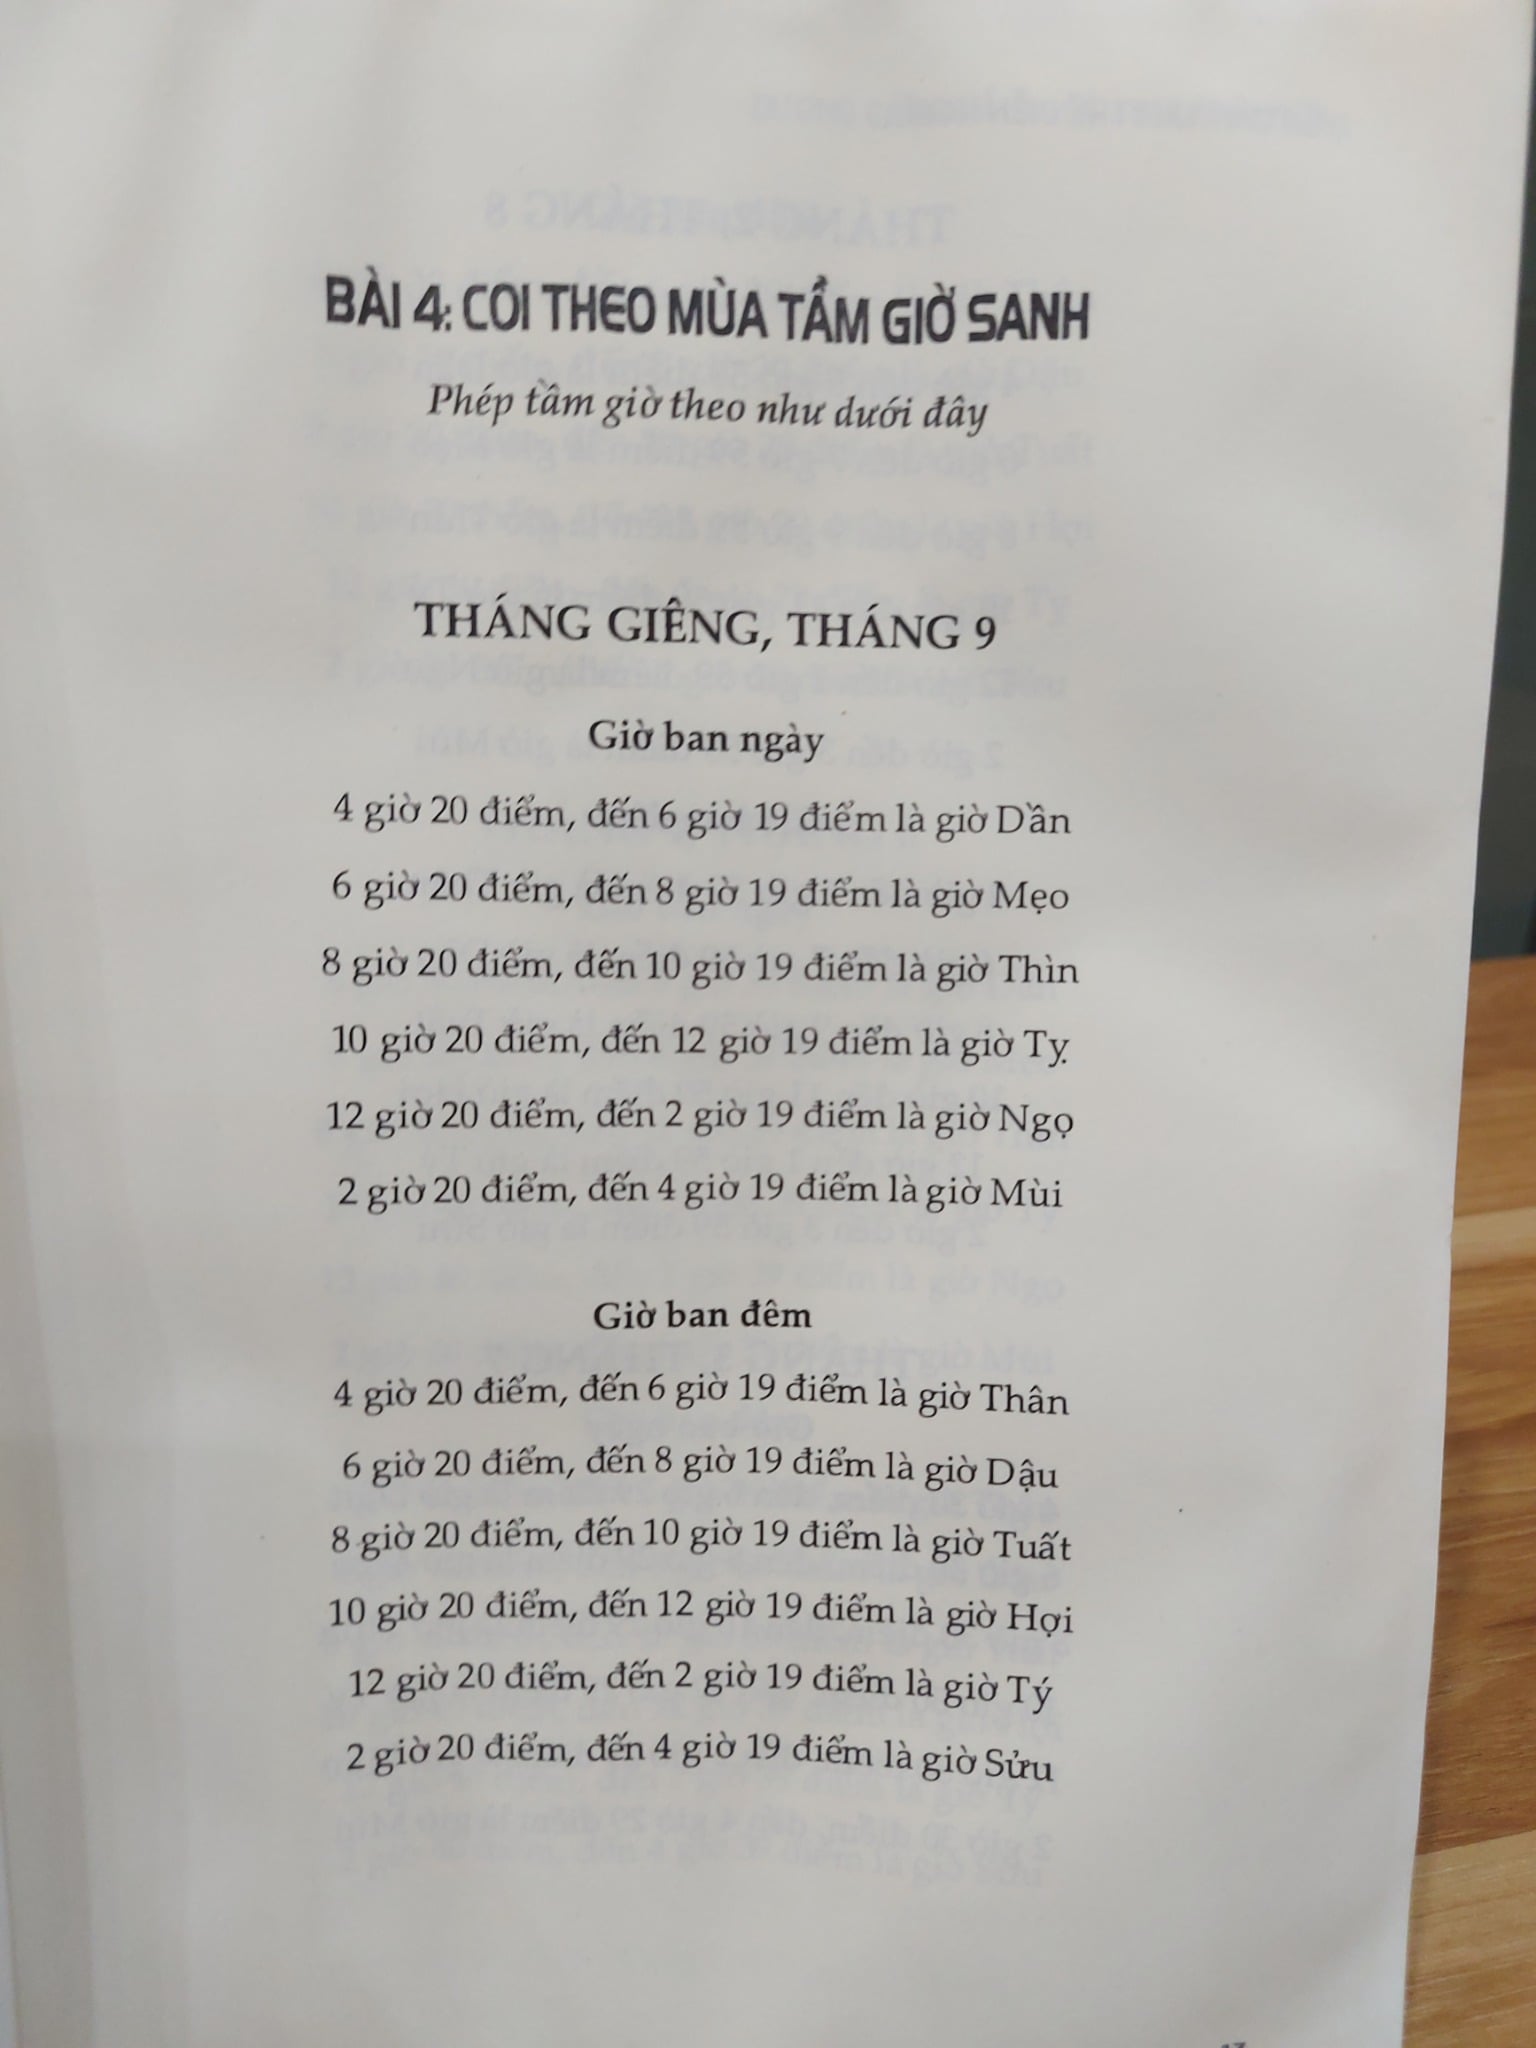 BÀI 4: COI THEO MÙA TẦM GIỜ SANH
Phép tầm giờ theo như dưới đây
THÁNG GIÊNG, THÁNG 9
Giờ ban ngày
4 giờ 20 điểm, đến 6 giờ 19 điểm là giờ Dần
6 giờ 20 điểm, đến 8 giờ 19 điểm là giờ Mẹo
8 giờ 20 điểm, đến 10 giờ 19 điểm là giờ Thìn
10 giờ 20 điểm, đến 12 giờ 19 điểm là giờ Tỵ
12 giờ 20 điểm, đến 2 giờ 19 điểm là giờ Ngọ
2 giờ 20 điểm, đến 4 giờ 19 điểm là giờ Mùi
Giờ ban đêm
4 giờ 20 điểm, đến 6 giờ 19 điểm là giờ Thân
6 giờ 20 điểm, đến 8 giờ 19 điểm là giờ Dậu
8 giờ 20 điểm, đến 10 giờ 19 điểm là giờ Tuất
10 giờ 20 điểm, đến 12 giờ 19 điểm là giờ Hợi
12 giờ 20 điểm, đến 2 giờ 19 điểm là giờ Tý
2 giờ 20 điểm, đến 4 giờ 19 điểm là giờ Sửu